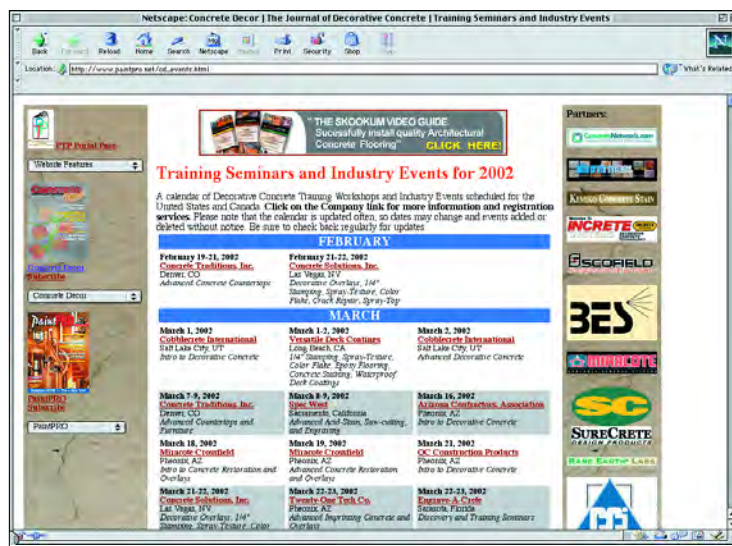 Netscape: Concrete Decor | The Journal of Decorative Concrete | Training Seminars and Industry Events
Back Forward Reload Home Search Netscape Print Security Shop
Location: http://www.paintpro.net/cd_events.html What's Related
PTP Portal Page
Website Features
Concrete Decor
Subscribe
Concrete Decor
PaintPRO
Subscribe
PaintPRO
"THE SKOOKUM VIDEO GUIDE
Sucessfully install quality Architectural
Concrete Flooring" CLICK HERE!
Training Seminars and Industry Events for 2002
A calendar of Decorative Concrete Training Workshops and Industry Events scheduled for the
United States and Canada. Click on the Company link for more information and registration
services. Please note that the calendar is updated often, so dates may change and events added or
deleted without notice. Be sure to check back regularly for updates
FEBRUARY
February 19-21, 2002
Concrete Traditions, Inc.
Denver, CO
Advanced Concrete Countertops
February 21-22, 2002
Concrete Solutions, Inc.
Las Vegas, NV
Decorative Overlays, 1/4"
Stamping, Spray-Texture, Color
Flake, Crack Repair, Spray-Top
MARCH
March 1, 2002
Cobblecrete International
Salt Lake City, UT
Intro to Decorative Concrete
March 1-2, 2002
Versatile Deck Coatings
Long Beach, CA
1/4" Stamping, Spray-Texture,
Color Flake, Epoxy Flooring,
Concrete Staining, Waterproof
Deck Coatings
March 2, 2002
Cobblecrete International
Salt Lake City, UT
Advanced Decorative Concrete
March 7-9, 2002
Concrete Traditions, Inc.
Denver, CO
Advanced Countertops and
Furniture
March 8-9, 2002
Spec West
Sacramento, California
Advanced Acid-Stain, Saw-cutting,
and Engraving
March 16, 2002
Arizona Contractors, Association
Pheonix, AZ
Intro to Decorative Concrete
March 18, 2002
Miracote Crossfield
Pheonix, AZ
Intro to Concrete Restoration and
Overlays
March 19, 2002
Miracote Crossfield
Pheonix, AZ
Advanced Concrete Restoration
and Overlays
March 21, 2002
QC Construction Products
Pheonix, AZ
Intro to Decorative Concrete
March 21-22, 2002
Concrete Solutions, Inc.
Las Vegas, NV
Decorative Overlays, 1/4"
Stamping, Spray-Texture, Color
March 22-23, 2002
Twenty-One Tech Co.
Pheonix, AZ
Advanced Imprinting Concrete and
Overlays
March 22-23, 2002
Engrave-A-Crete
Sarasota, Florida
Discovery and Training Seminars
Partners:
ConcreteNetwork.com
KEMIKO CONCRETE STAIN
INCRETE
SCOFIELD
BES
MIRACOTE
SC
SURECRETE
DESIGN PRODUCTS
RARE EARTH LABS